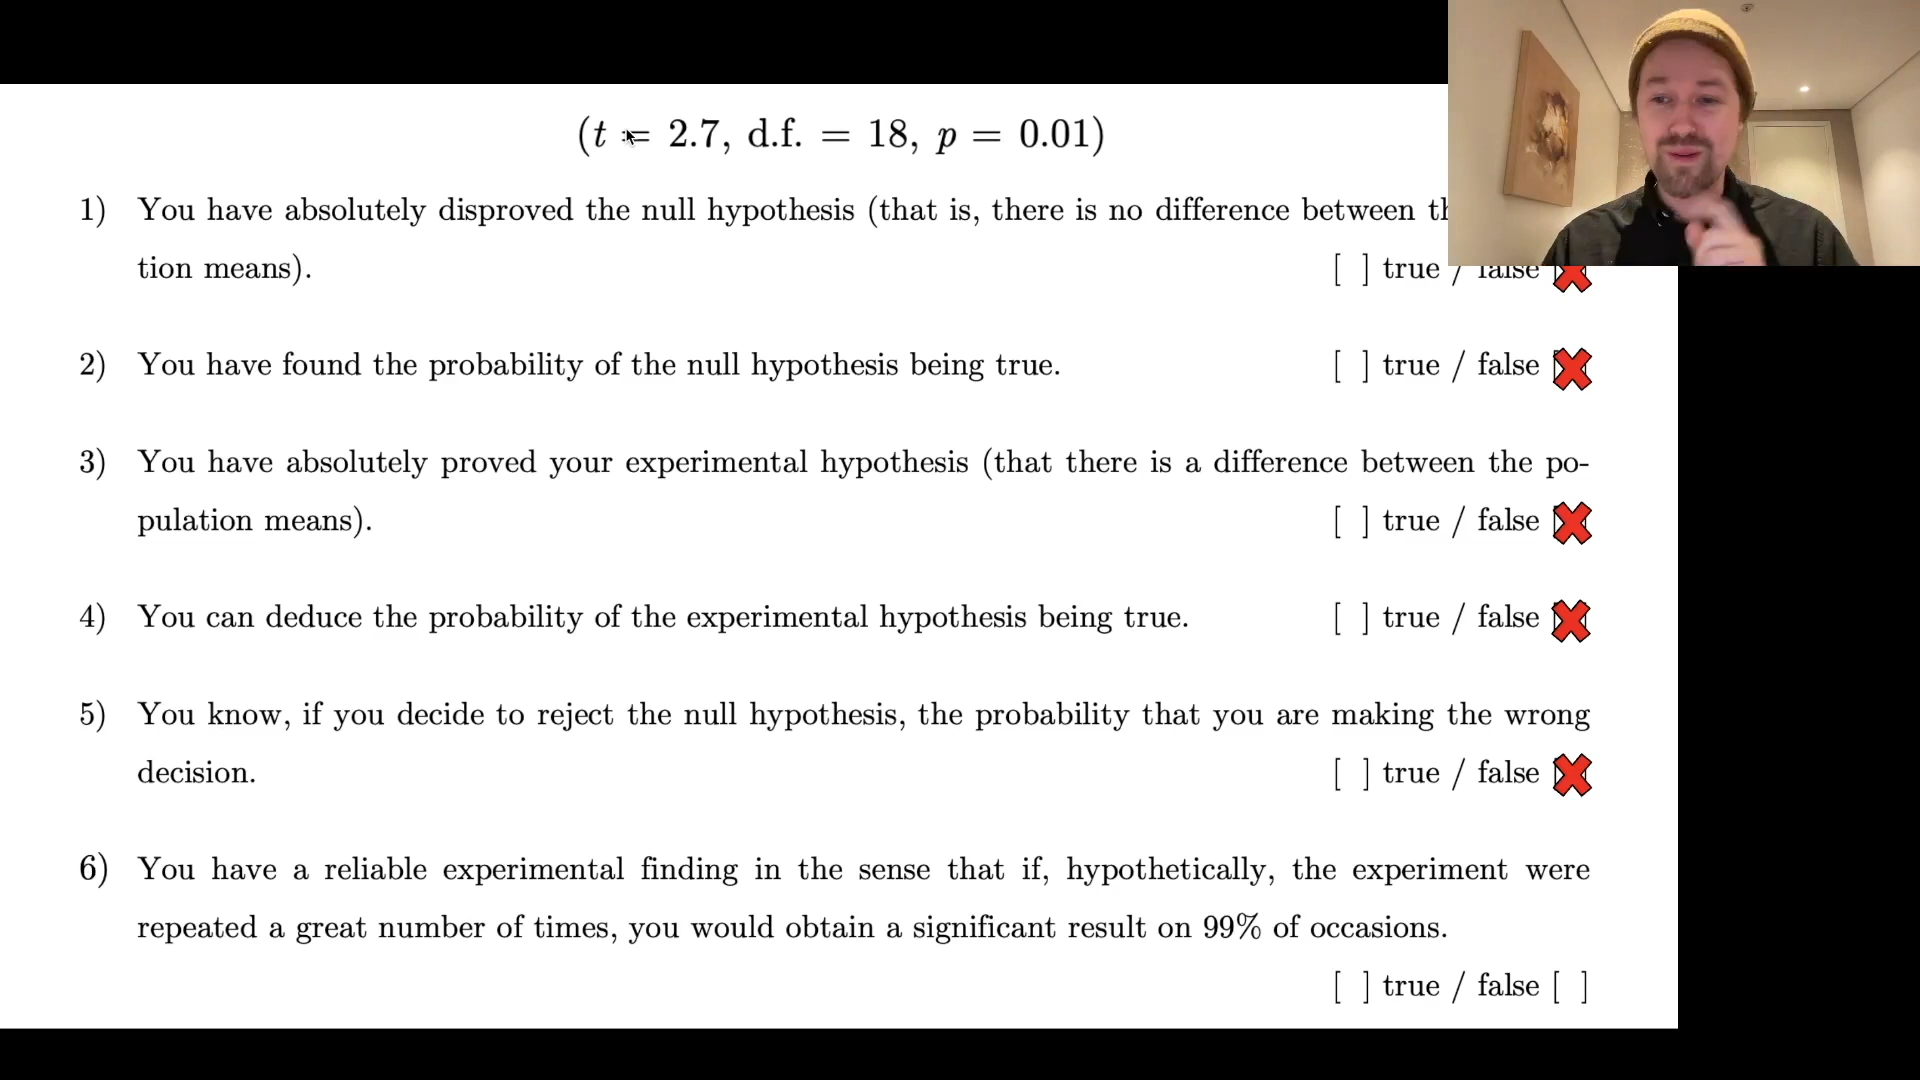 (t = 2.7, d.f. = 18, p = 0.01)
1) You have absolutely disproved the null hypothesis (that is, there is no difference between
tion means). [ ] true / false
2) You have found the probability of the null hypothesis being true. [ ] true / false
3) You have absolutely proved your experimental hypothesis (that there is a difference between the po-
pulation means). [ ] true / false
4) You can deduce the probability of the experimental hypothesis being true. [ ] true / false
5) You know, if you decide to reject the null hypothesis, the probability that you are making the wrong
decision. [ ] true / false
6) You have a reliable experimental finding in the sense that if, hypothetically, the experiment were
repeated a great number of times, you would obtain a significant result on 99% of occasions.
[ ] true / false [ ]